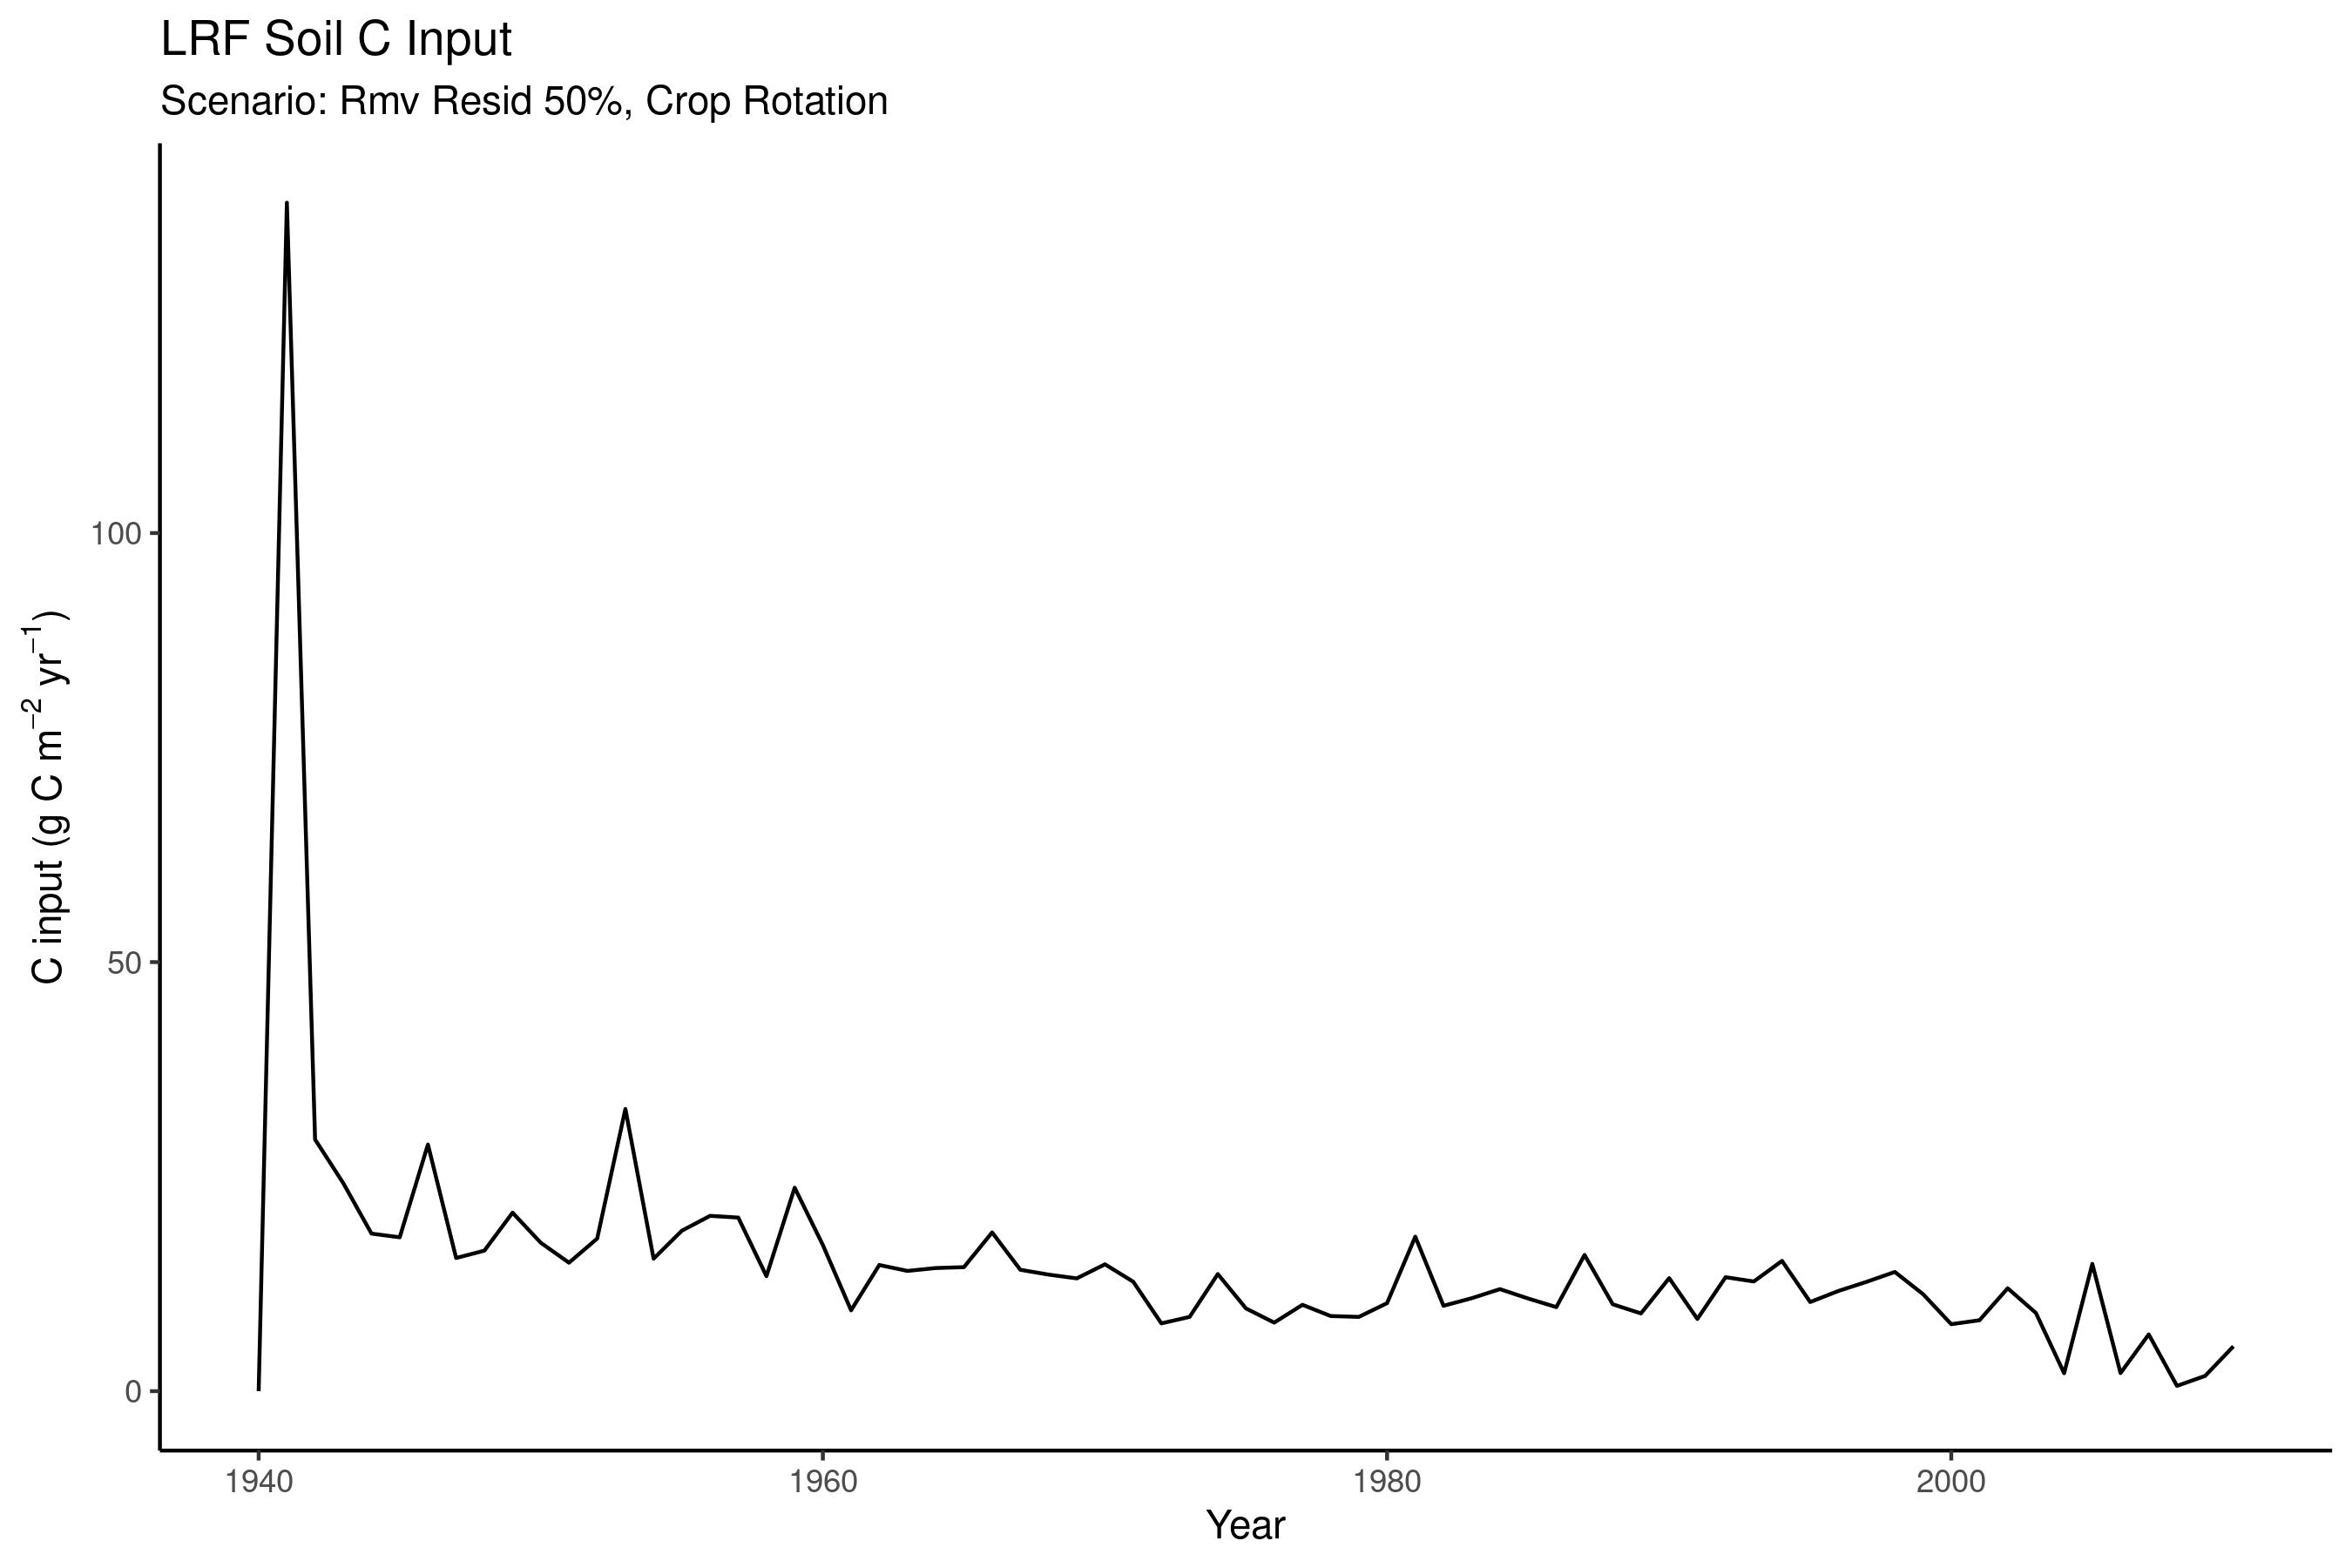 LRF Soil C Input
Scenario: Rmv Resid 50%, Crop Rotation
C input (g C m⁻² yr⁻¹)
100
50
0
1940 1960 1980 2000
Year